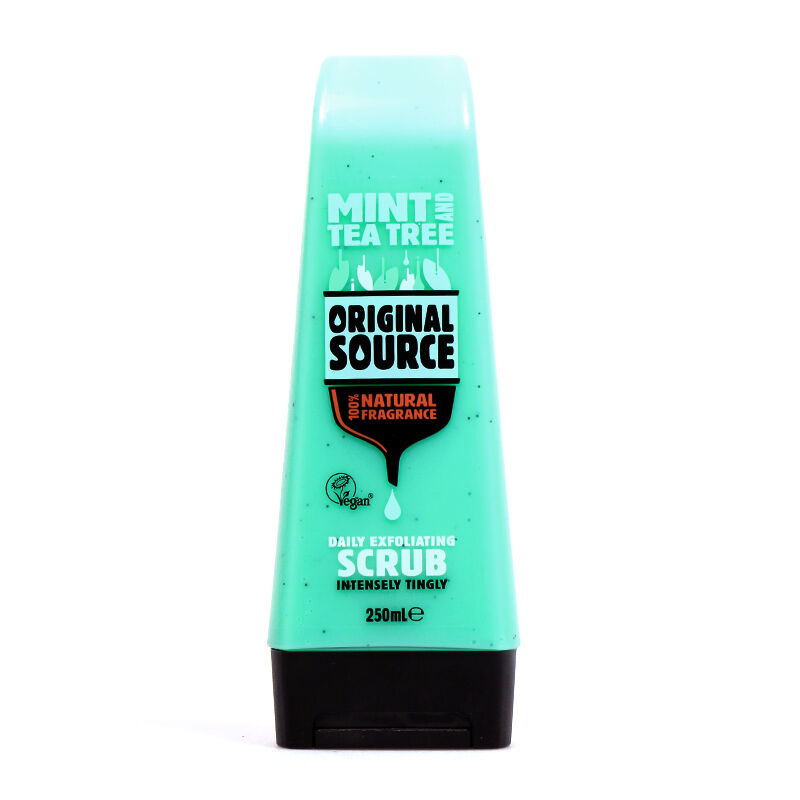 MINT AND
TEA TREE
ORIGINAL
SOURCE
100% NATURAL
FRAGRANCE
Vegan
DAILY EXFOLIATING
SCRUB
INTENSELY TINGLY
250mL℮